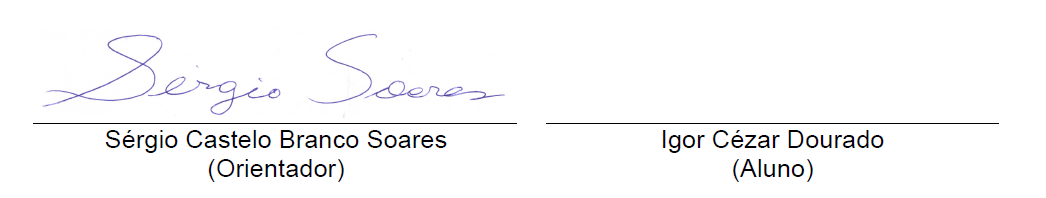 Sérgio Soares
Sérgio Castelo Branco Soares
(Orientador)
Igor Cézar Dourado
(Aluno)